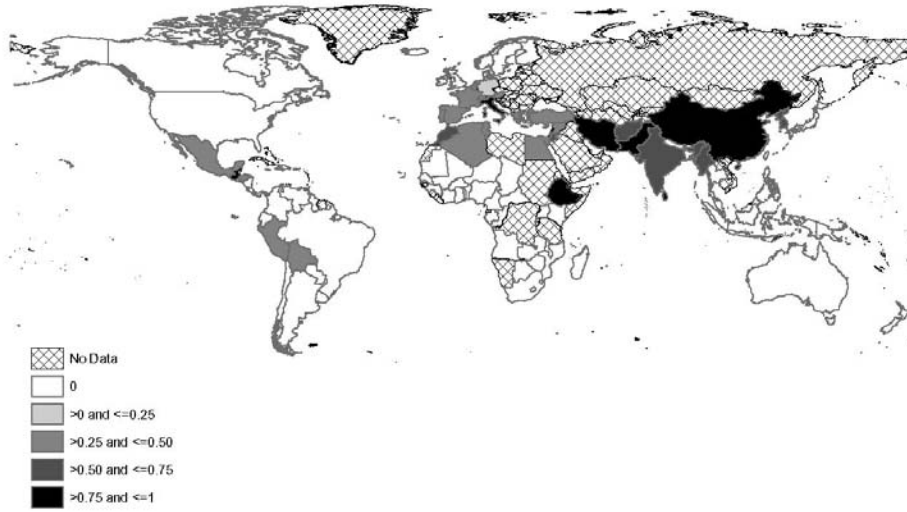 No Data
0
>0 and <=0.25
>0.25 and <=0.50
>0.50 and <=0.75
>0.75 and <=1